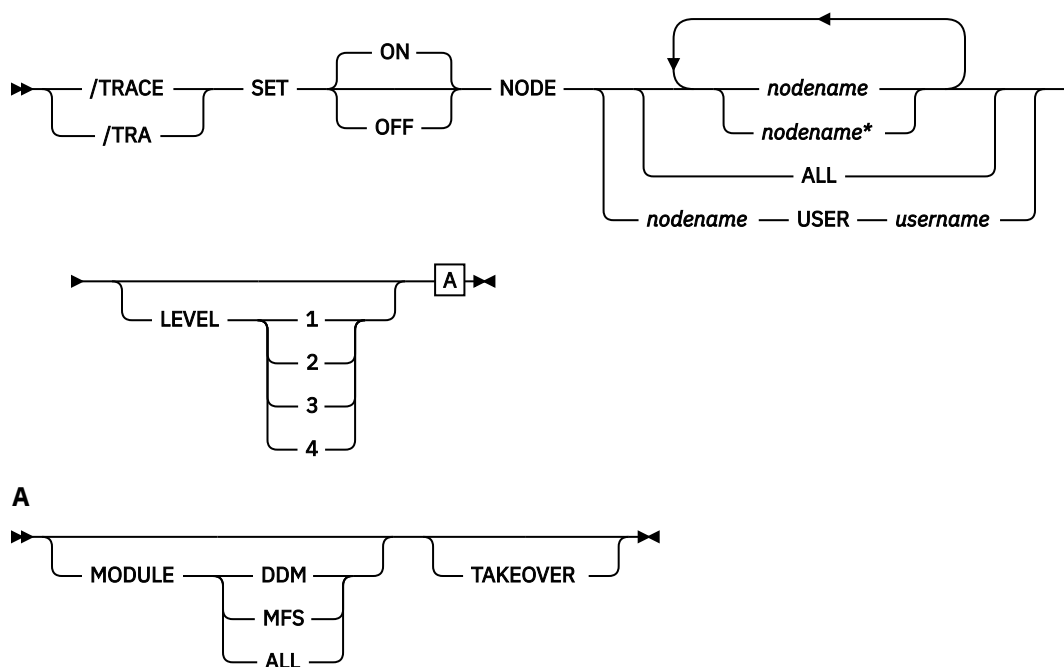 ON
/TRACE SET NODE nodename
/TRA OFF nodename*
ALL
nodename USER username
A
LEVEL 1
2
3
4
A
MODULE DDM TAKEOVER
MFS
ALL